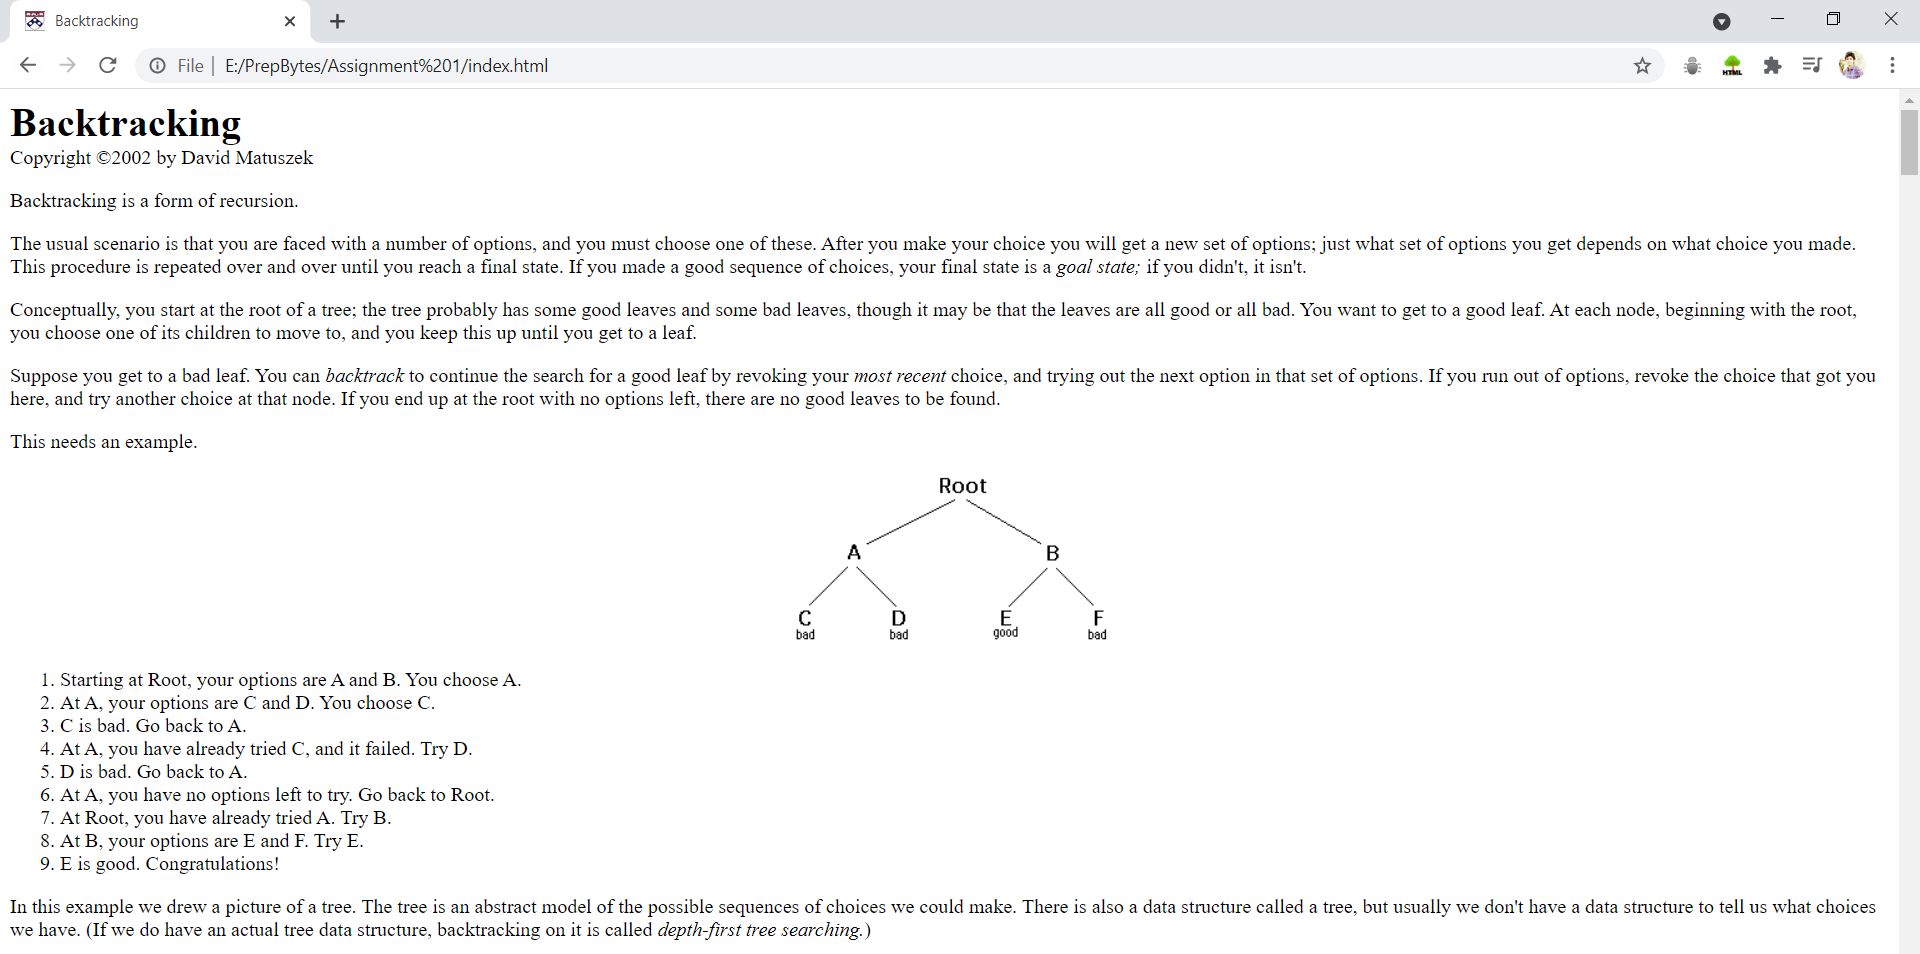 Backtracking
File
E:/PrepBytes/Assignment%201/index.html
HTML
Backtracking
Copyright ©2002 by David Matuszek
Backtracking is a form of recursion.
The usual scenario is that you are faced with a number of options, and you must choose one of these. After you make your choice you will get a new set of options; just what set of options you get depends on what choice you made.
This procedure is repeated over and over until you reach a final state. If you made a good sequence of choices, your final state is a goal state; if you didn't, it isn't.
Conceptually, you start at the root of a tree; the tree probably has some good leaves and some bad leaves, though it may be that the leaves are all good or all bad. You want to get to a good leaf. At each node, beginning with the root,
you choose one of its children to move to, and you keep this up until you get to a leaf.
Suppose you get to a bad leaf. You can backtrack to continue the search for a good leaf by revoking your most recent choice, and trying out the next option in that set of options. If you run out of options, revoke the choice that got you
here, and try another choice at that node. If you end up at the root with no options left, there are no good leaves to be found.
This needs an example.
Root
A B
C D E F
bad bad good bad
1. Starting at Root, your options are A and B. You choose A.
2. At A, your options are C and D. You choose C.
3. C is bad. Go back to A.
4. At A, you have already tried C, and it failed. Try D.
5. D is bad. Go back to A.
6. At A, you have no options left to try. Go back to Root.
7. At Root, you have already tried A. Try B.
8. At B, your options are E and F. Try E.
9. E is good. Congratulations!
In this example we drew a picture of a tree. The tree is an abstract model of the possible sequences of choices we could make. There is also a data structure called a tree, but usually we don't have a data structure to tell us what choices
we have. (If we do have an actual tree data structure, backtracking on it is called depth-first tree searching.)